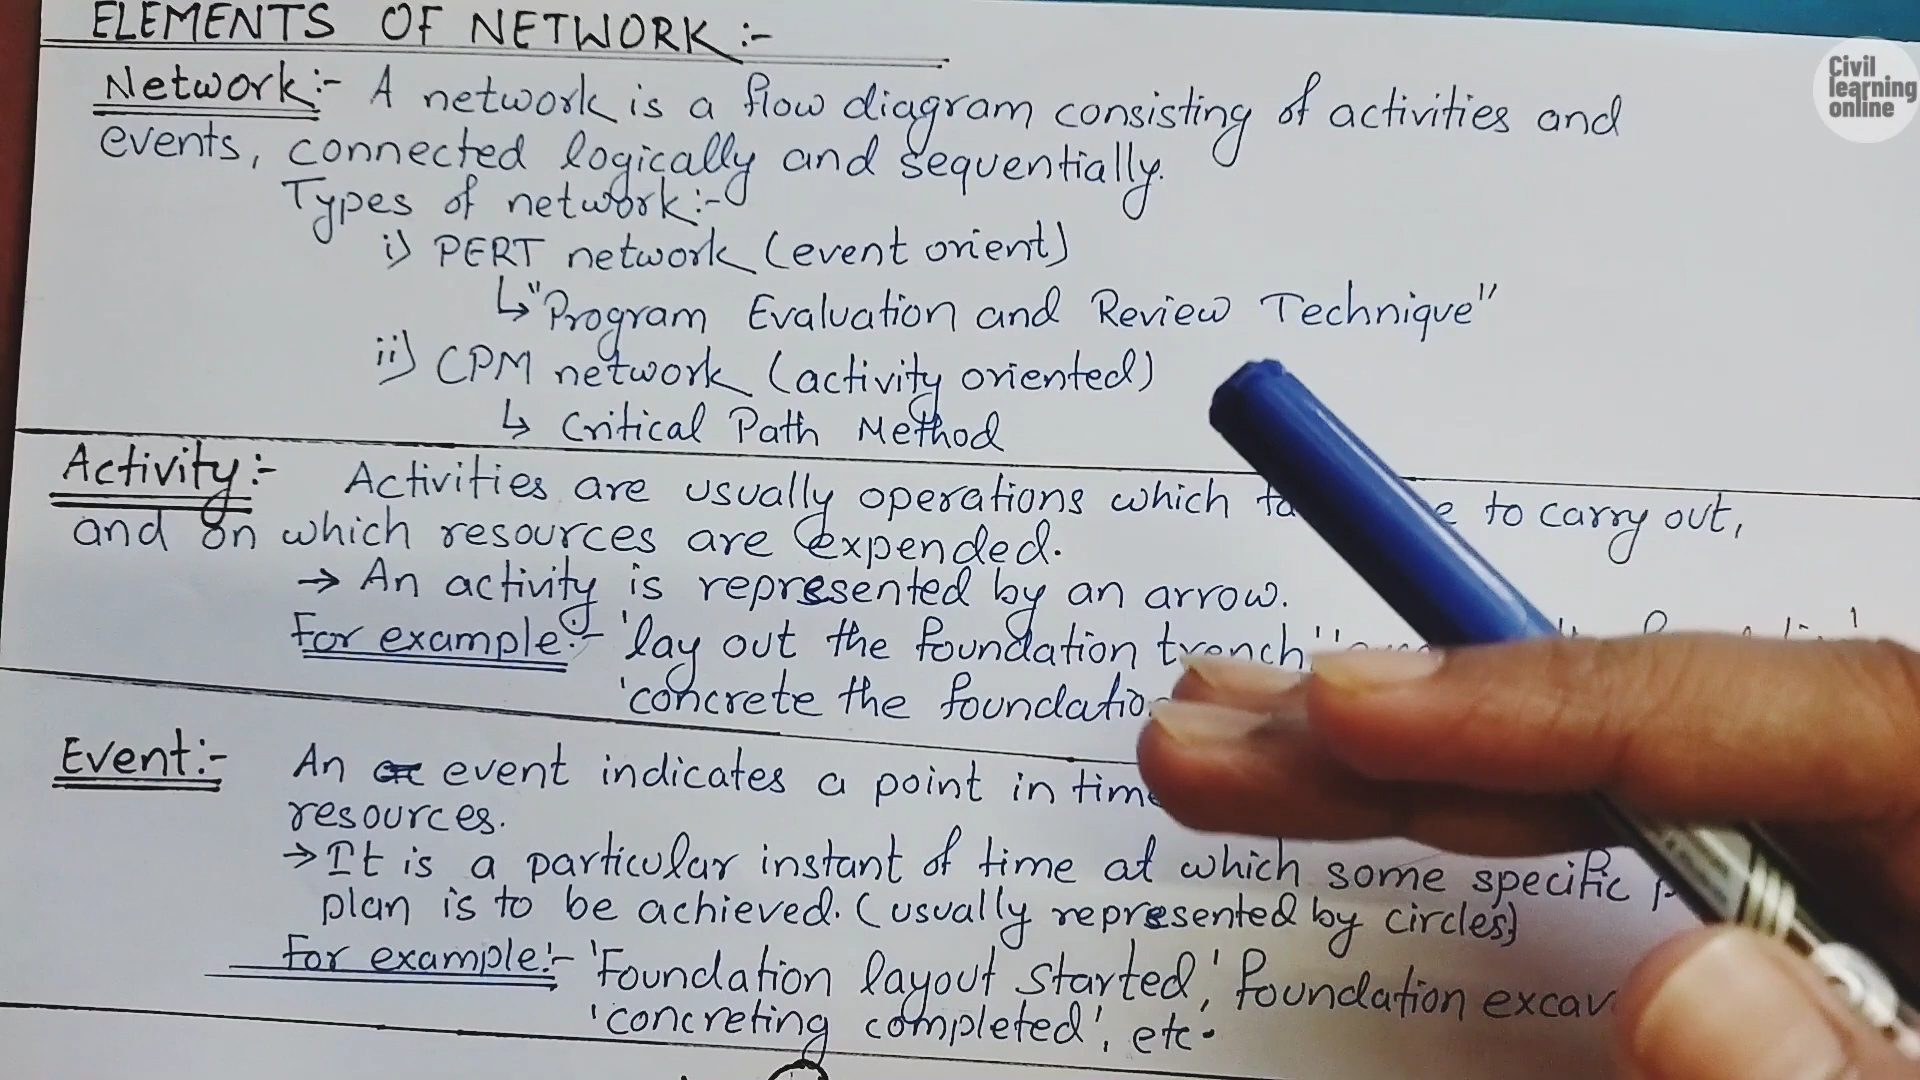 ELEMENTS OF NETWORK :-
Civil
learning
online
Network:- A network is a flow diagram consisting of activities and
events, connected logically and sequentially.
Types of network:-
i) PERT network (event orient)
↳ "Program Evaluation and Review Technique"
ii) CPM network (activity oriented)
↳ Critical Path Method
Activity:- Activities are usually operations which to carry out,
and on which resources are expended.
→ An activity is represented by an arrow.
For example:- 'lay out the foundation trench'
'concrete the
Event:- An event indicates a point in time
resources.
→ It is a particular instant of time at which some specific
plan is to be achieved. (usually represented by circles)
For example:- 'Foundation layout started,' foundation
'concreting completed', etc.